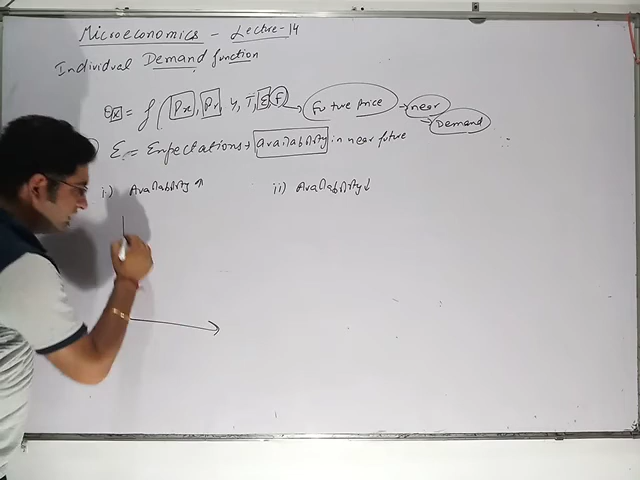 Microeconomics - Lecture-14
Individual Demand function
Qx = f(Px, Pr, Y, T, E, F) → Future Price → near
→ Demand
E = Expectations + availability in near future
i) Availability ↑ ii) Availability ↓